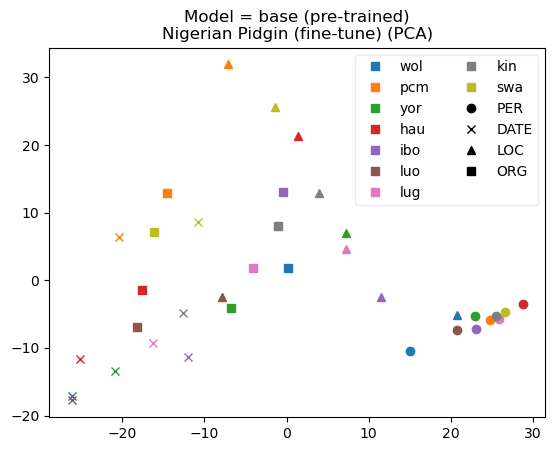 Model = base (pre-trained)
Nigerian Pidgin (fine-tune) (PCA)
wol
pcm
yor
hau
ibo
luo
lug
kin
swa
PER
DATE
LOC
ORG
30
20
10
0
−10
−20
−20
−10
0
10
20
30